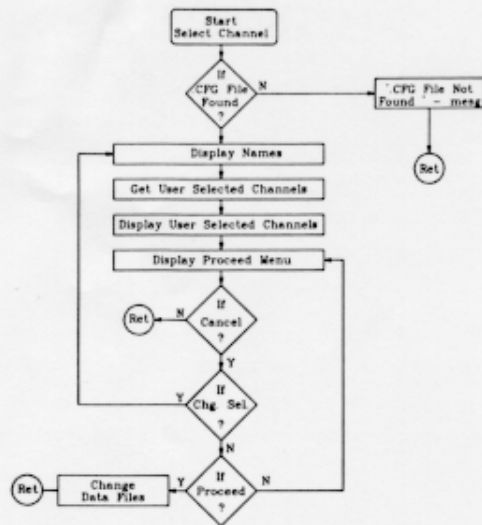 Start
Select Channel
If
CFG File
Found
?
N
'.CFG File Not
Found ' - mesg
Ret
Display Names
Get User Selected Channels
Display User Selected Channels
Display Proceed Menu
If
Cancel
?
N
Ret
Y
If
Chg. Sel.
?
Y
N
If
Proceed
?
Y
N
Change
Data Files
Ret